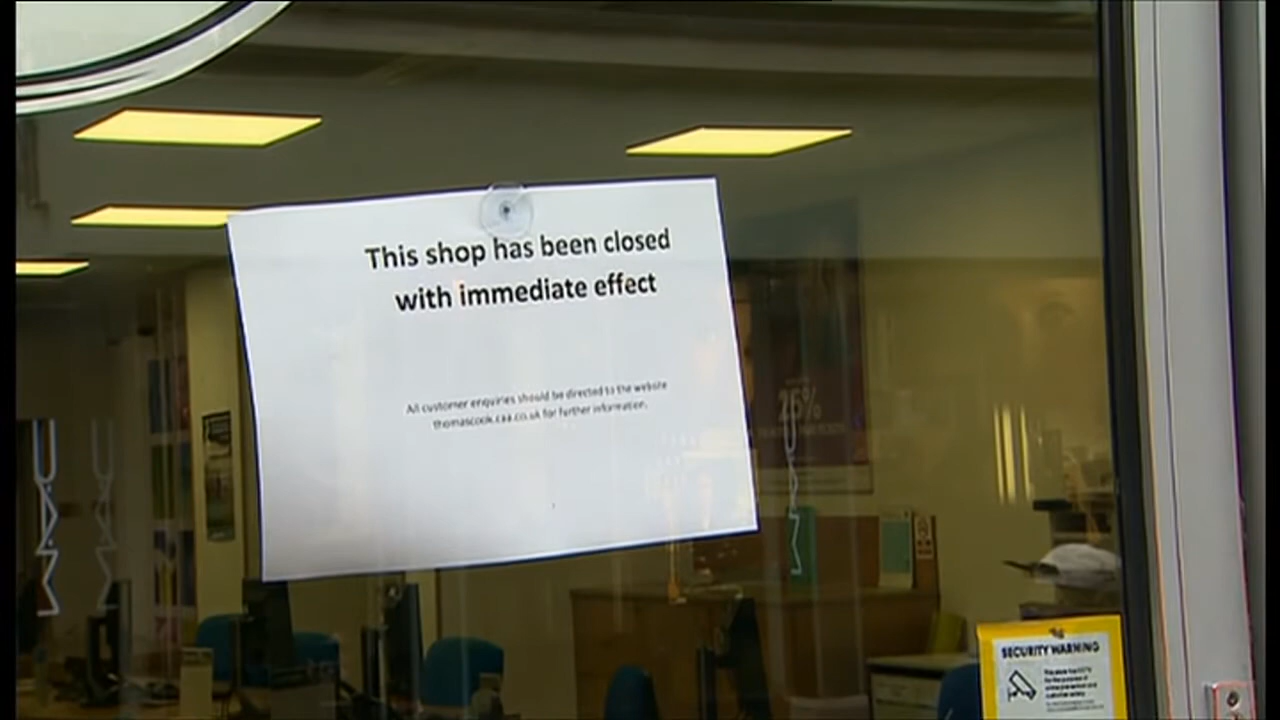 This shop has been closed
with immediate effect
All customer enquiries should be directed to the website
thomascook.caa.co.uk for further information.
25%
SECURITY WARNING